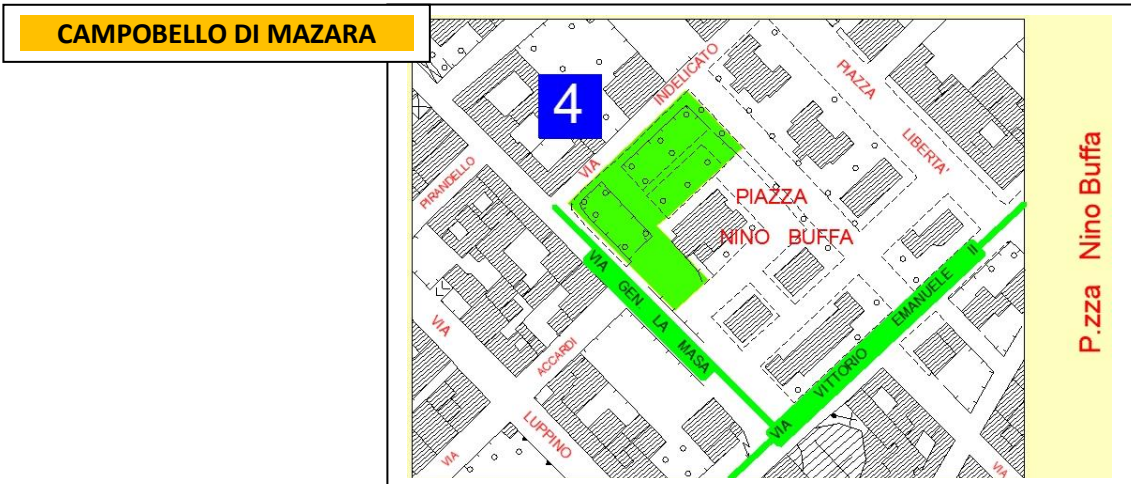 CAMPOBELLO DI MAZARA
4
VIA INDELICATO
PIAZZA LIBERTA'
PIRANDELLO
PIAZZA
NINO BUFFA
VIA GEN LA MASA
VIA VITTORIO EMANUELE II
VIA ACCARDI
VIA LUPPINO
VIA
P.zza Nino Buffa